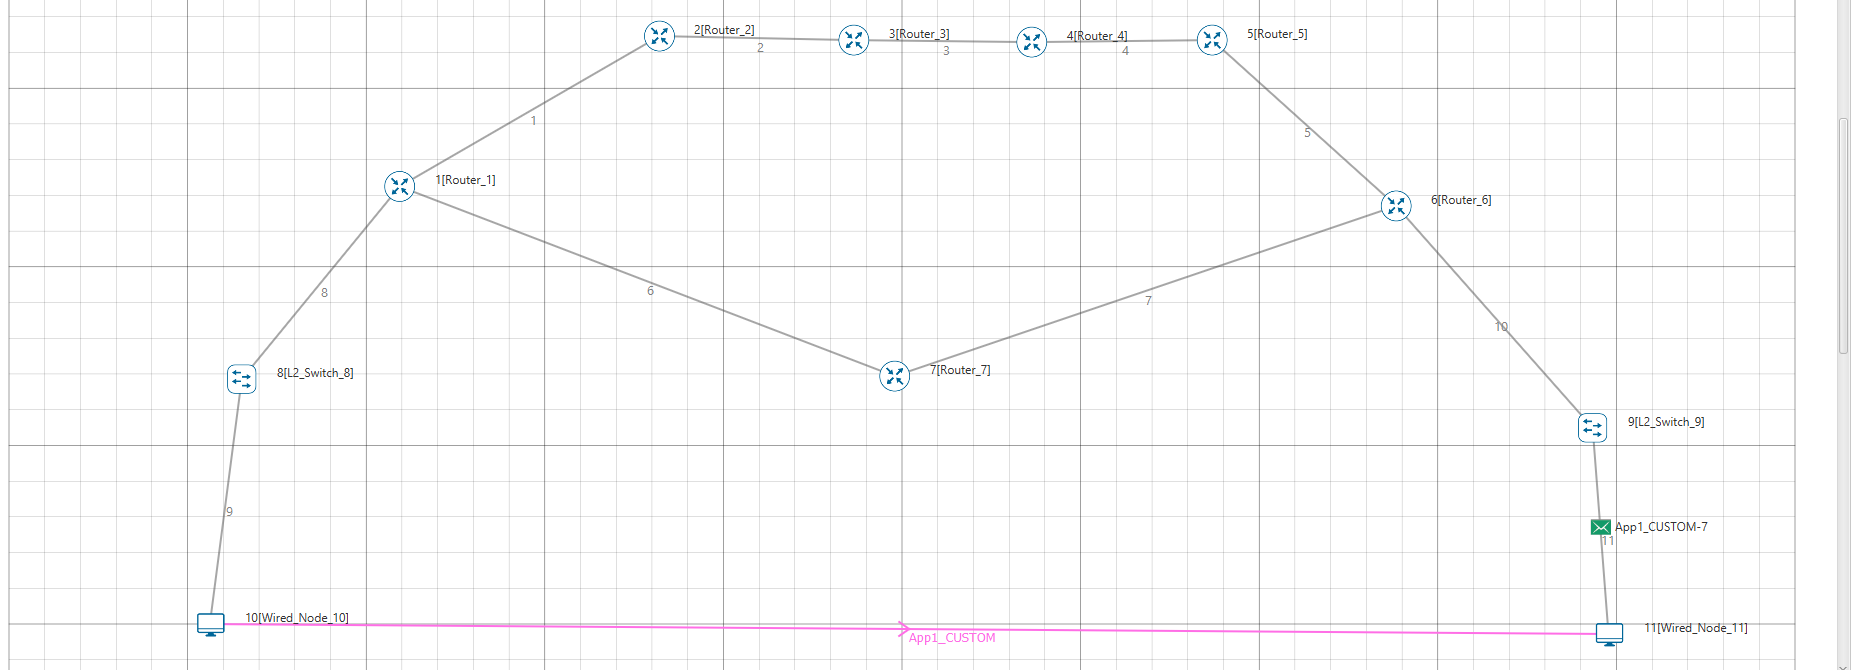 2[Router_2]
3[Router_3]
4[Router_4]
5[Router_5]
2
3
4
1
5
1[Router_1]
6[Router_6]
8
6
7
10
8[L2_Switch_8]
7[Router_7]
9[L2_Switch_9]
9
App1_CUSTOM-7
11
10[Wired_Node_10]
App1_CUSTOM
11[Wired_Node_11]